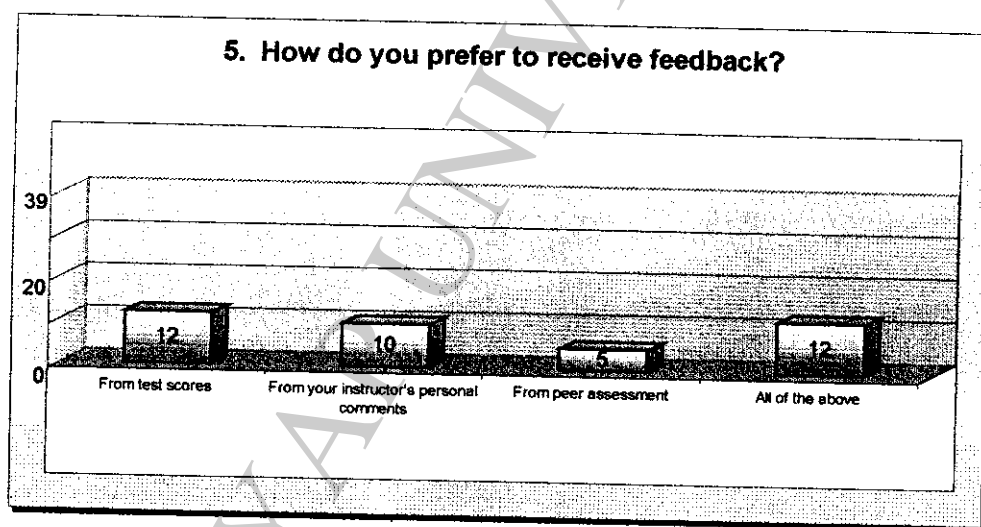 5. How do you prefer to receive feedback?
39
20
0
12
10
5
12
From test scores
From your instructor's personal
comments
From peer assessment
All of the above